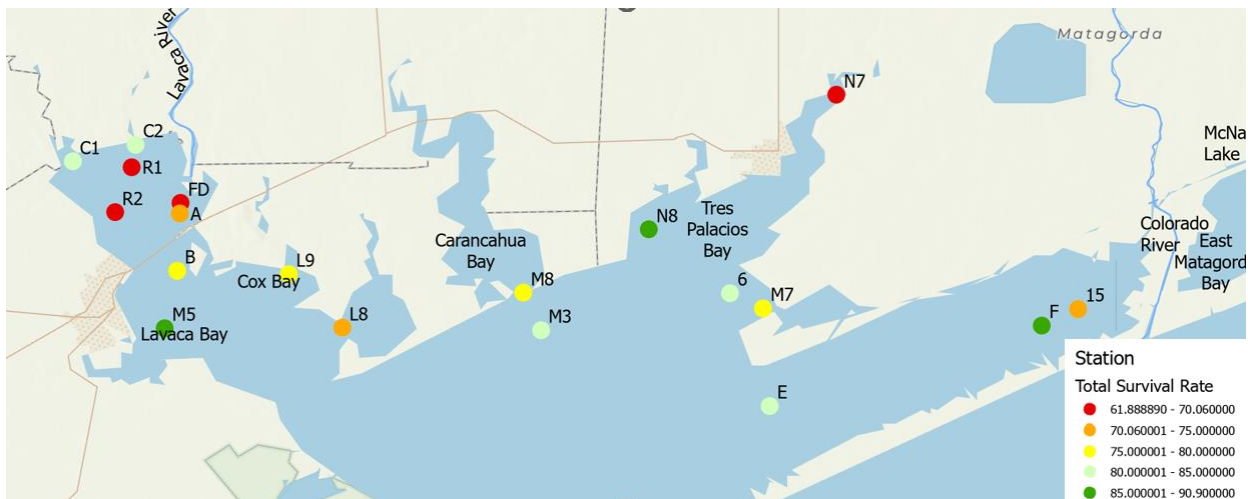 Lavaca River
Matagorda
N7
C2
C1
R1
McNa
Lake
R2
FD
A
N8
Tres
Palacios
Bay
Colorado
River
East
Matagord
Bay
Carancahua
Bay
B
L9
Cox Bay
M8
6
M7
15
F
M5
Lavaca Bay
L8
M3
E
Station
Total Survival Rate
61.888890 - 70.060000
70.060001 - 75.000000
75.000001 - 80.000000
80.000001 - 85.000000
85.000001 - 90.900000